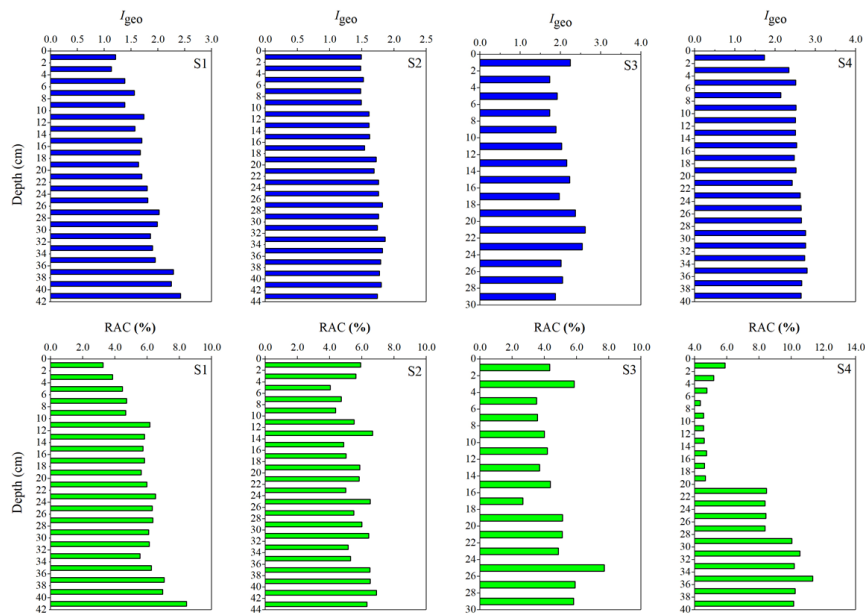 Igeo Igeo Igeo Igeo
0.0 1.0 2.0 3.0 0.0 0.5 1.0 1.5 2.0 2.5 0.0 1.0 2.0 3.0 4.0 0.0 1.0 2.0 3.0 4.0
S1 S2 S3 S4
Depth (cm)
0 2 4 6 8 10 12 14 16 18 20 22 24 26 28 30 32 34 36 38 40 42
0 2 4 6 8 10 12 14 16 18 20 22 24 26 28 30 32 34 36 38 40 42 44
0 2 4 6 8 10 12 14 16 18 20 22 24 26 28 30
0 2 4 6 8 10 12 14 16 18 20 22 24 26 28 30 32 34 36 38 40
RAC (%) RAC (%) RAC (%) RAC (%)
0.0 2.0 4.0 6.0 8.0 10.0 0.0 2.0 4.0 6.0 8.0 10.0 0.0 2.0 4.0 6.0 8.0 10.0 4.0 6.0 8.0 10.0 12.0 14.0
S1 S2 S3 S4
Depth (cm)
0 2 4 6 8 10 12 14 16 18 20 22 24 26 28 30 32 34 36 38 40 42
0 2 4 6 8 10 12 14 16 18 20 22 24 26 28 30 32 34 36 38 40 42 44
0 2 4 6 8 10 12 14 16 18 20 22 24 26 28 30
0 2 4 6 8 10 12 14 16 18 20 22 24 26 28 30 32 34 36 38 40